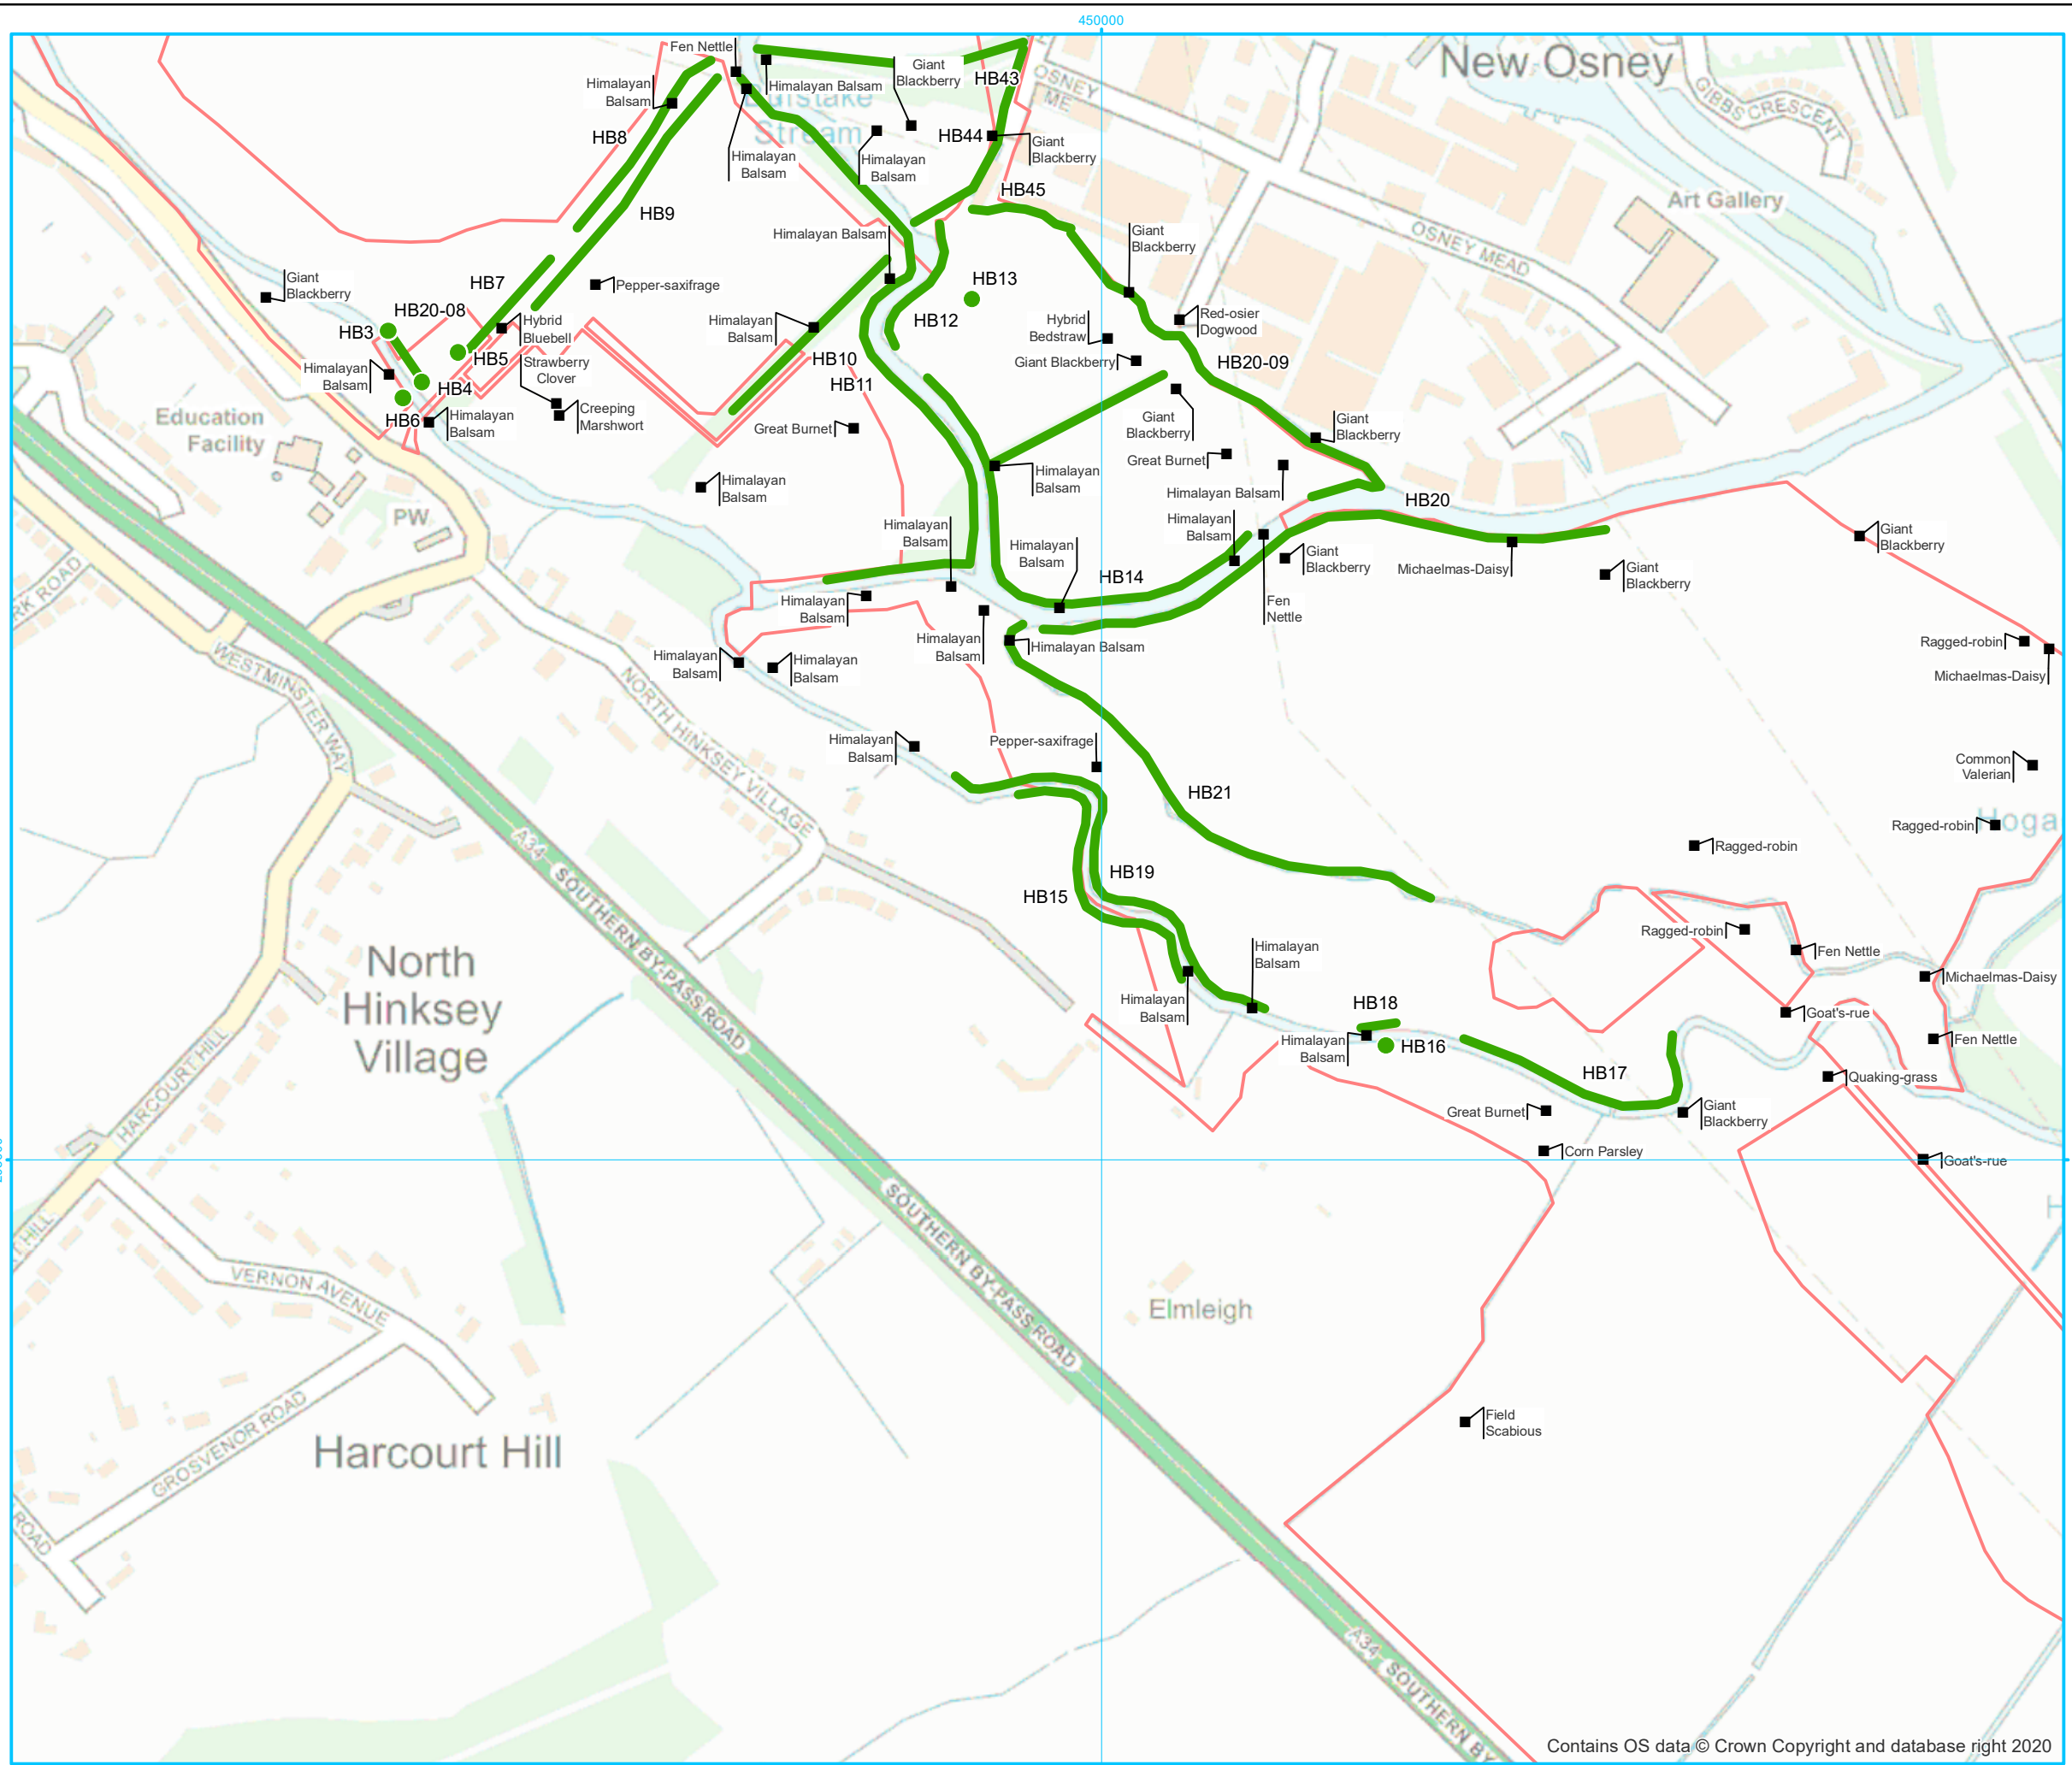 450000
New Osney
Fen Nettle
Himalayan
Balsam
Himalayan Balsam
Giant
Blackberry
HB43
OSNEY
ME
GIBBS CRESCENT
Bulstake
Stream
HB8
HB44
Giant
Blackberry
Himalayan
Balsam
Himalayan
Balsam
HB45
HB9
Art Gallery
OSNEY MEAD
Himalayan Balsam
Giant
Blackberry
Giant
Blackberry
HB7
Pepper-saxifrage
HB13
HB20-08
HB3
Hybrid
Bluebell
Himalayan
Balsam
HB12
Hybrid
Bedstraw
Red-osier
Dogwood
HB5
Strawberry
Clover
HB10
Giant Blackberry
HB20-09
Himalayan
Balsam
HB4
HB11
HB6
Himalayan
Balsam
Creeping
Marshwort
Great Burnet
Education
Facility
Giant
Blackberry
Giant
Blackberry
Great Burnet
Himalayan
Balsam
Himalayan
Balsam
Himalayan Balsam
HB20
PW
Himalayan
Balsam
Himalayan
Balsam
Himalayan
Balsam
Giant
Blackberry
Giant
Blackberry
Michaelmas-Daisy
Giant
Blackberry
HB14
RK ROAD
Himalayan
Balsam
Fen
Nettle
Himalayan
Balsam
Himalayan Balsam
Ragged-robin
Michaelmas-Daisy
Himalayan
Balsam
Himalayan
Balsam
WESTMINSTER WAY
NORTH HINKSEY VILLAGE
Himalayan
Balsam
Pepper-saxifrage
Common
Valerian
HB21
Hoga
Ragged-robin
Ragged-robin
A34
SOUTHERN BY-PASS ROAD
HB19
HB15
Ragged-robin
Fen Nettle
North
Hinksey
Village
Himalayan
Balsam
Michaelmas-Daisy
Himalayan
Balsam
HB18
Goat's-rue
Himalayan
Balsam
HB16
Fen Nettle
HARCOURT HILL
HB17
Quaking-grass
Great Burnet
Giant
Blackberry
Corn Parsley
Goat's-rue
T HILL
H
SOUTHERN BY-PASS ROAD
VERNON AVENUE
Elmleigh
GROSVENOR ROAD
Harcourt Hill
Field
Scabious
ROAD
A34
SOUTHERN BY
Contains OS data © Crown Copyright and database right 2020